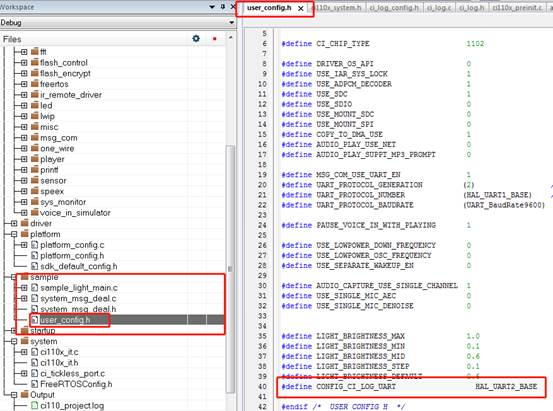 Workspace
Debug
Files
fft
flash_control
flash_encrypt
freertos
ir_remote_driver
led
lwip
misc
msg_com
one_wire
player
printf
sensor
speex
sys_monitor
voice_in_simulator
driver
platform
platform_config.c
platform_config.h
sdk_default_config.h
sample
sample_light_main.c
system_msg_deal.c
system_msg_deal.h
user_config.h
startup
system
ci110x_it.c
ci110x_it.h
ci_tickless_port.c
FreeRTOSConfig.h
Output
ci110_project.log
user_config.h x ci110x_system.h ci_log_config.h ci_log.c ci_log.h ci110x_preinit.c
5
6 #define CI_CHIP_TYPE 1102
7
8 #define DRIVER_OS_API 0
9 #define USE_IAR_SYS_LOCK 1
10 #define USE_ADPCM_DECODER 1
11 #define USE_SDC 1
12 #define USE_SDIO 0
13 #define USE_MOUNT_SDC 0
14 #define USE_MOUNT_SPI 0
15 #define COPY_TO_DMA_USE 1
16 #define AUDIO_PLAY_USE_NET 0
17 #define AUDIO_PLAY_SUPPT_MP3_PROMPT 0
18
19 #define MSG_COM_USE_UART_EN 1
20 #define UART_PROTOCOL_GENERATION (2) /
21 #define UART_PROTOCOL_NUMBER (HAL_UART1_BASE) /
22 #define UART_PROTOCOL_BAUDRATE (UART_BaudRate9600)
23
24 #define PAUSE_VOICE_IN_WITH_PLAYING 1
25
26 #define USE_LOWPOWER_DOWN_FREQUENCY 0
27 #define USE_LOWPOWER_OSC_FREQUENCY 0
28 #define USE_SEPARATE_WAKEUP_EN 0
29
30 #define AUDIO_CAPTURE_USE_SINGLE_CHANNEL 1
31 #define USE_SINGLE_MIC_AEC 0
32 #define USE_SINGLE_MIC_DENOISE 0
33
34
35 #define LIGHT_BRIGHTNESS_MAX 1.0
36 #define LIGHT_BRIGHTNESS_MIN 0.1
37 #define LIGHT_BRIGHTNESS_MID 0.6
38 #define LIGHT_BRIGHTNESS_STEP 0.1
39 #define LIGHT_BRIGHTNESS_DEFAULT 0.6
40 #define CONFIG_CI_LOG_UART HAL_UART2_BASE
41
42 #endif /* USER CONFIG H */